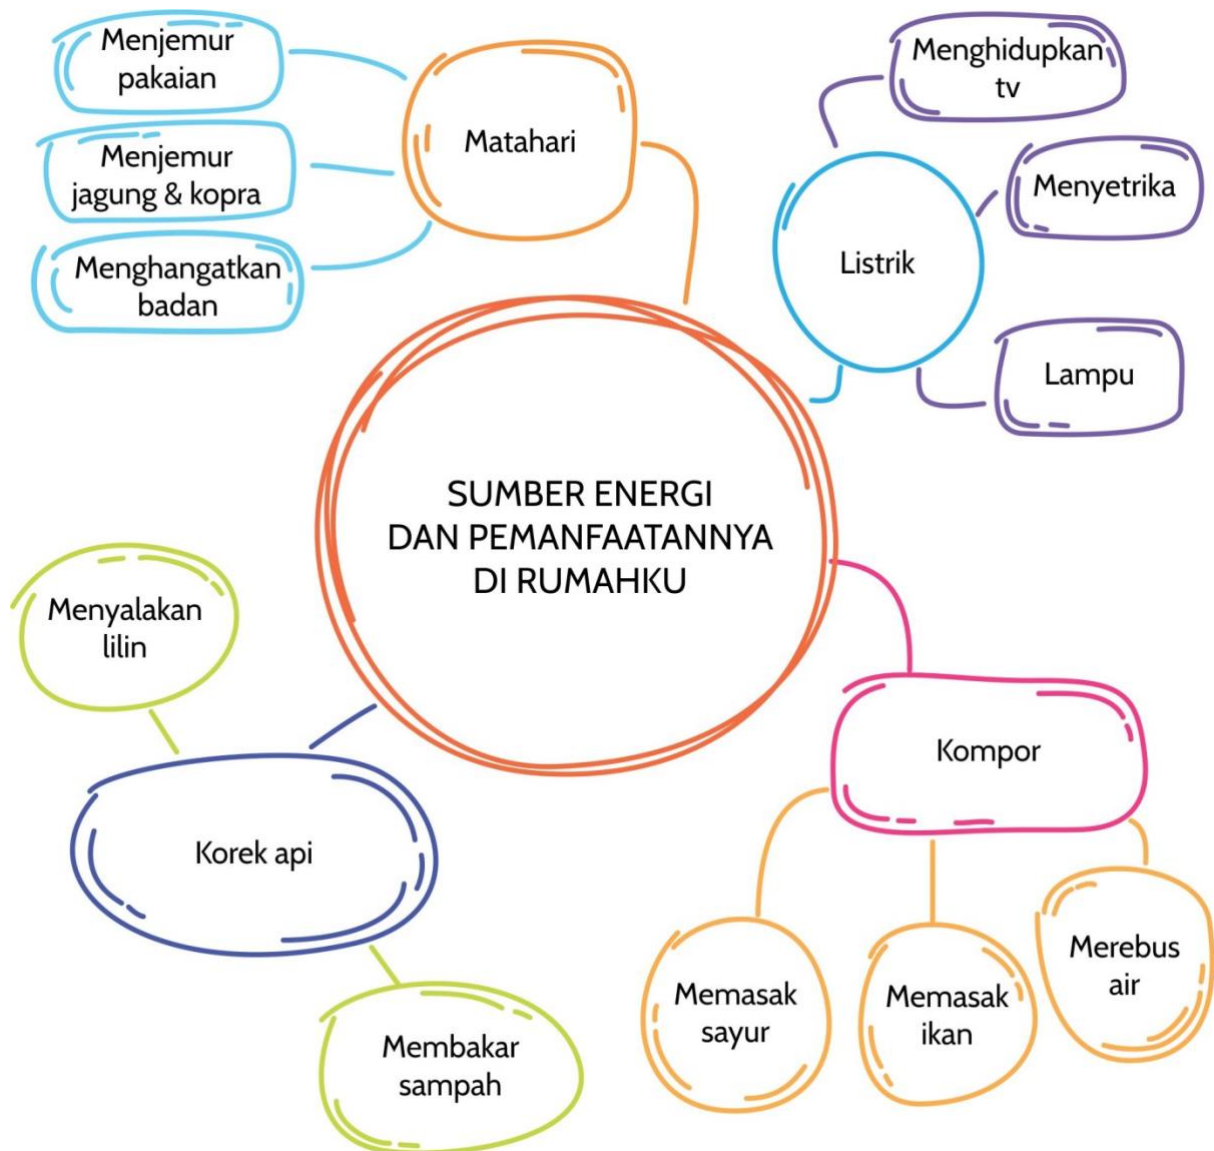 Menjemur
pakaian
Menjemur
jagung & kopra
Menghangatkan
badan
Matahari
Menghidupkan
tv
Menyetrika
Listrik
Lampu
SUMBER ENERGI
DAN PEMANFAATANNYA
DI RUMAHKU
Menyalakan
lilin
Korek api
Membakar
sampah
Kompor
Memasak
sayur
Memasak
ikan
Merebus
air